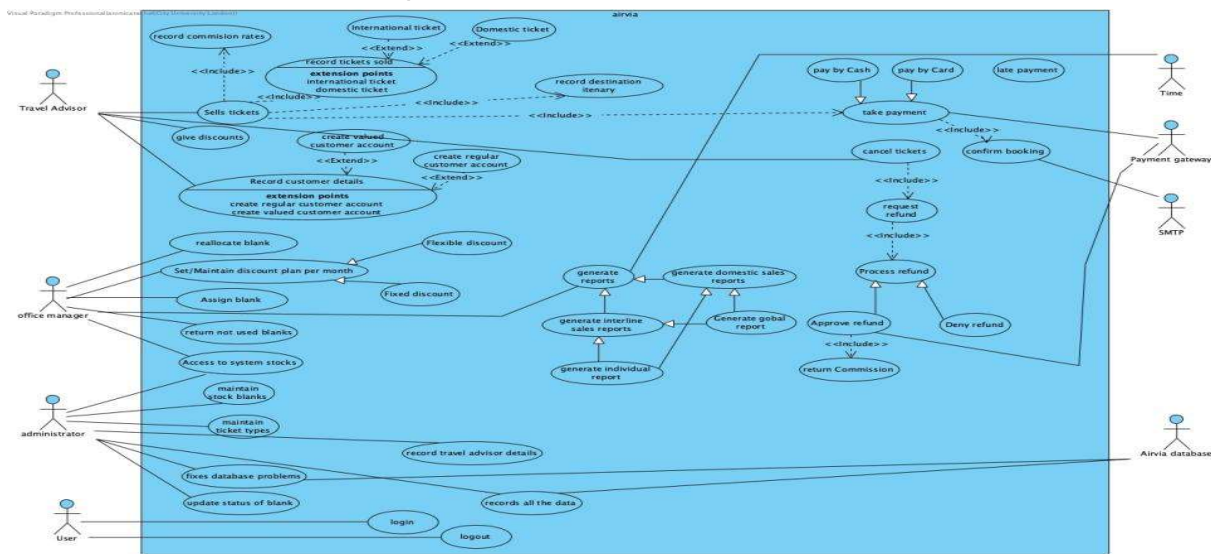 Visual Paradigm Professional
airvia
record commision rates
International ticket
Domestic ticket
<<Extend>>
<<Extend>>
record tickets sold
extension points
international ticket
domestic ticket
<<Include>>
<<Include>>
record destination
itenary
<<Include>>
<<Include>>
Sells tickets
give discounts
pay by Cash
pay by Card
late payment
take payment
<<Include>>
confirm booking
cancel tickets
Travel Advisor
Time
Payment gateway
SMTP
create valued
customer account
create regular
customer account
<<Extend>>
<<Extend>>
Record customer details
extension points
create regular customer account
create valued customer account
<<Include>>
request
refund
<<Include>>
Process refund
Approve refund
Deny refund
<<Include>>
return Commission
reallocate blank
Flexible discount
Set/Maintain discount plan per month
Fixed discount
Assign blank
office manager
return not used blanks
Access to system stocks
generate
reports
generate domestic sales
reports
generate interline
sales reports
Generate gobal
report
generate individual
report
maintain
stock blanks
administrator
maintain
ticket types
record travel advisor details
fixes database problems
update status of blank
records all the data
Airvia database
User
login
logout